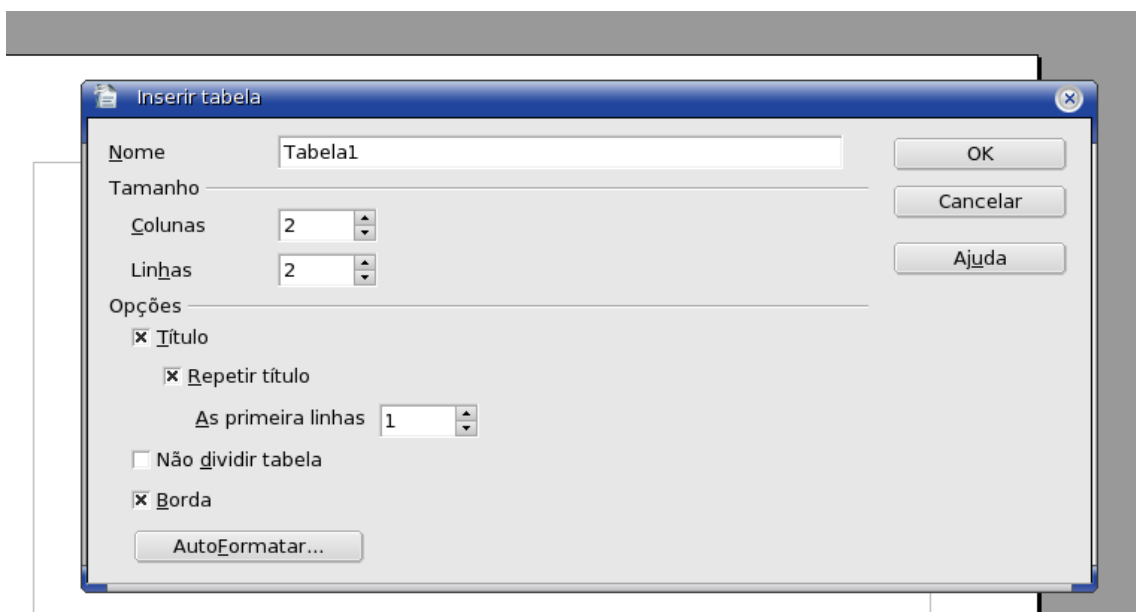 Inserir tabela
Nome Tabela1 OK
Tamanho
Cancelar
Colunas 2
Ajuda
Linhas 2
Opções
Título
Repetir título
As primeira linhas 1
Não dividir tabela
Borda
AutoFormatar...